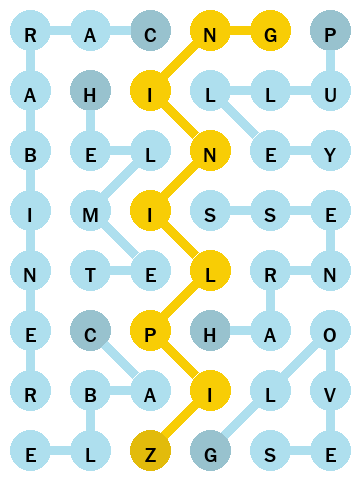 R A C N G P
A H I L L U
B E L N E Y
I M I S S E
N T E L R N
E C P H A O
R B A I L V
E L Z G S E